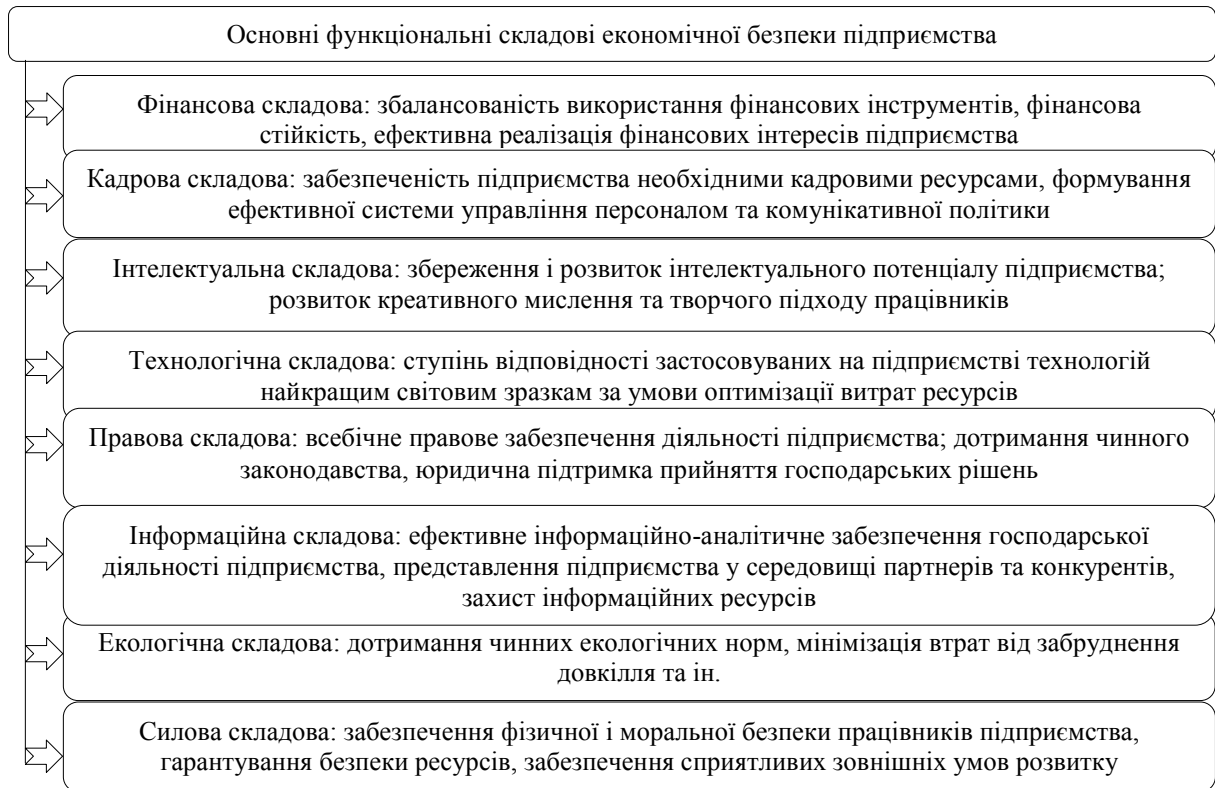 Основні функціональні складові економічної безпеки підприємства
Фінансова складова: збалансованість використання фінансових інструментів, фінансова
стійкість, ефективна реалізація фінансових інтересів підприємства
Кадрова складова: забезпеченість підприємства необхідними кадровими ресурсами, формування
ефективної системи управління персоналом та комунікативної політики
Інтелектуальна складова: збереження і розвиток інтелектуального потенціалу підприємства;
розвиток креативного мислення та творчого підходу працівників
Технологічна складова: ступінь відповідності застосовуваних на підприємстві технологій
найкращим світовим зразкам за умови оптимізації витрат ресурсів
Правова складова: всебічне правове забезпечення діяльності підприємства; дотримання чинного
законодавства, юридична підтримка прийняття господарських рішень
Інформаційна складова: ефективне інформаційно-аналітичне забезпечення господарської
діяльності підприємства, представлення підприємства у середовищі партнерів та конкурентів,
захист інформаційних ресурсів
Екологічна складова: дотримання чинних екологічних норм, мінімізація втрат від забруднення
довкілля та ін.
Силова складова: забезпечення фізичної і моральної безпеки працівників підприємства,
гарантування безпеки ресурсів, забезпечення сприятливих зовнішніх умов розвитку